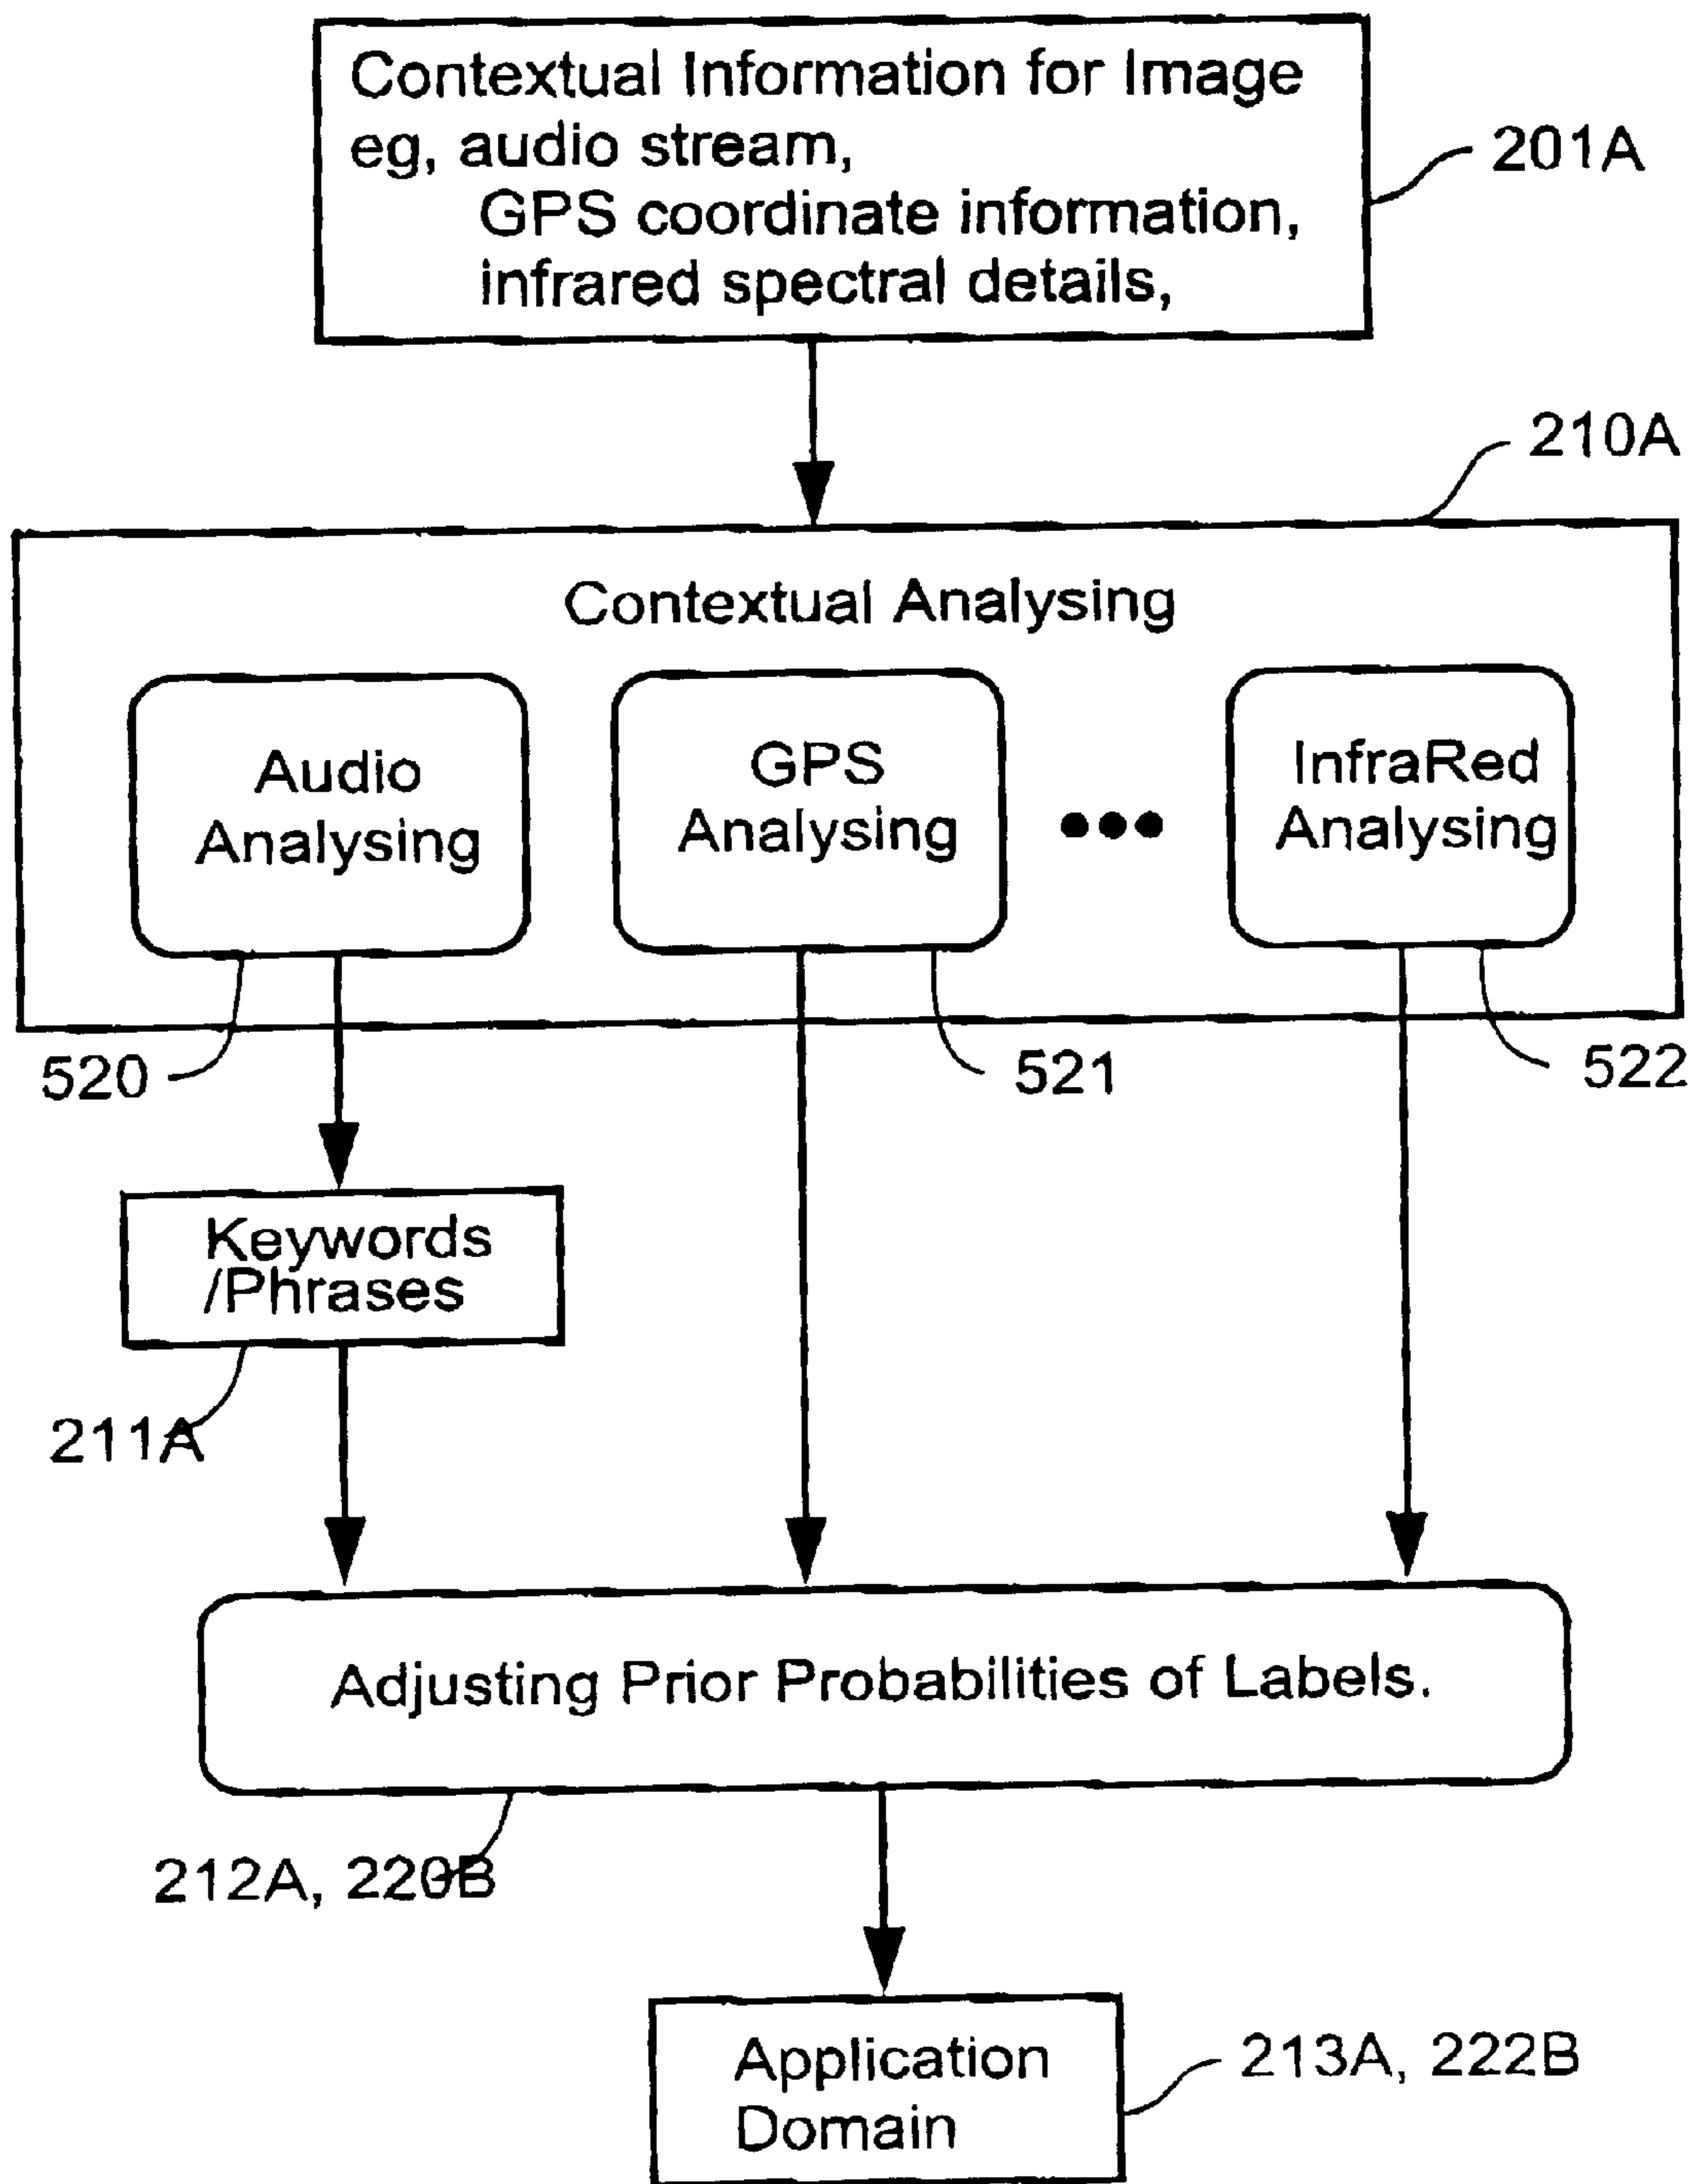 Contextual Information for Image
eg, audio stream,
GPS coordinate information,
infrared spectral details,
201A
210A
Contextual Analysing
Audio
Analysing
GPS
Analysing
InfraRed
Analysing
520
521
522
Keywords
/Phrases
211A
Adjusting Prior Probabilities of Labels.
212A, 220B
Application
Domain
213A, 222B